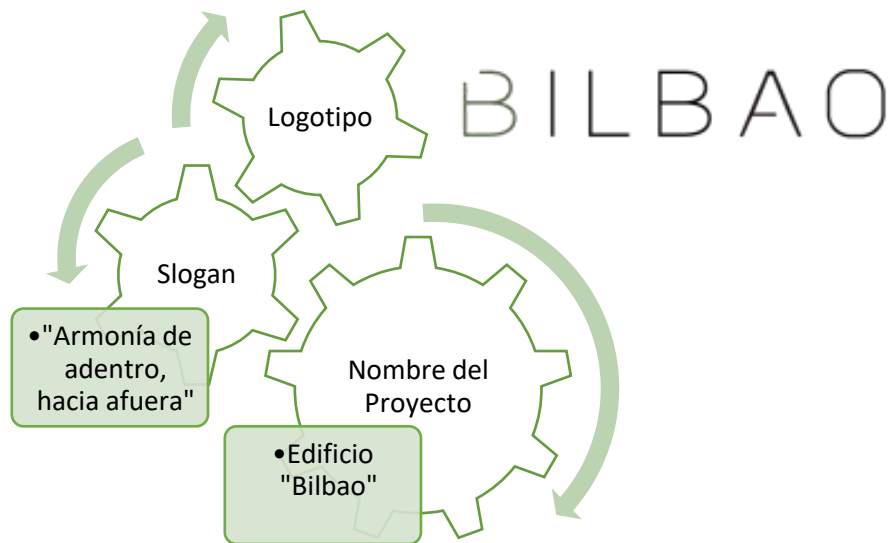 Logotipo
BILBAO
Slogan
•"Armonía de
adentro,
hacia afuera"
Nombre del
Proyecto
•Edificio
"Bilbao"